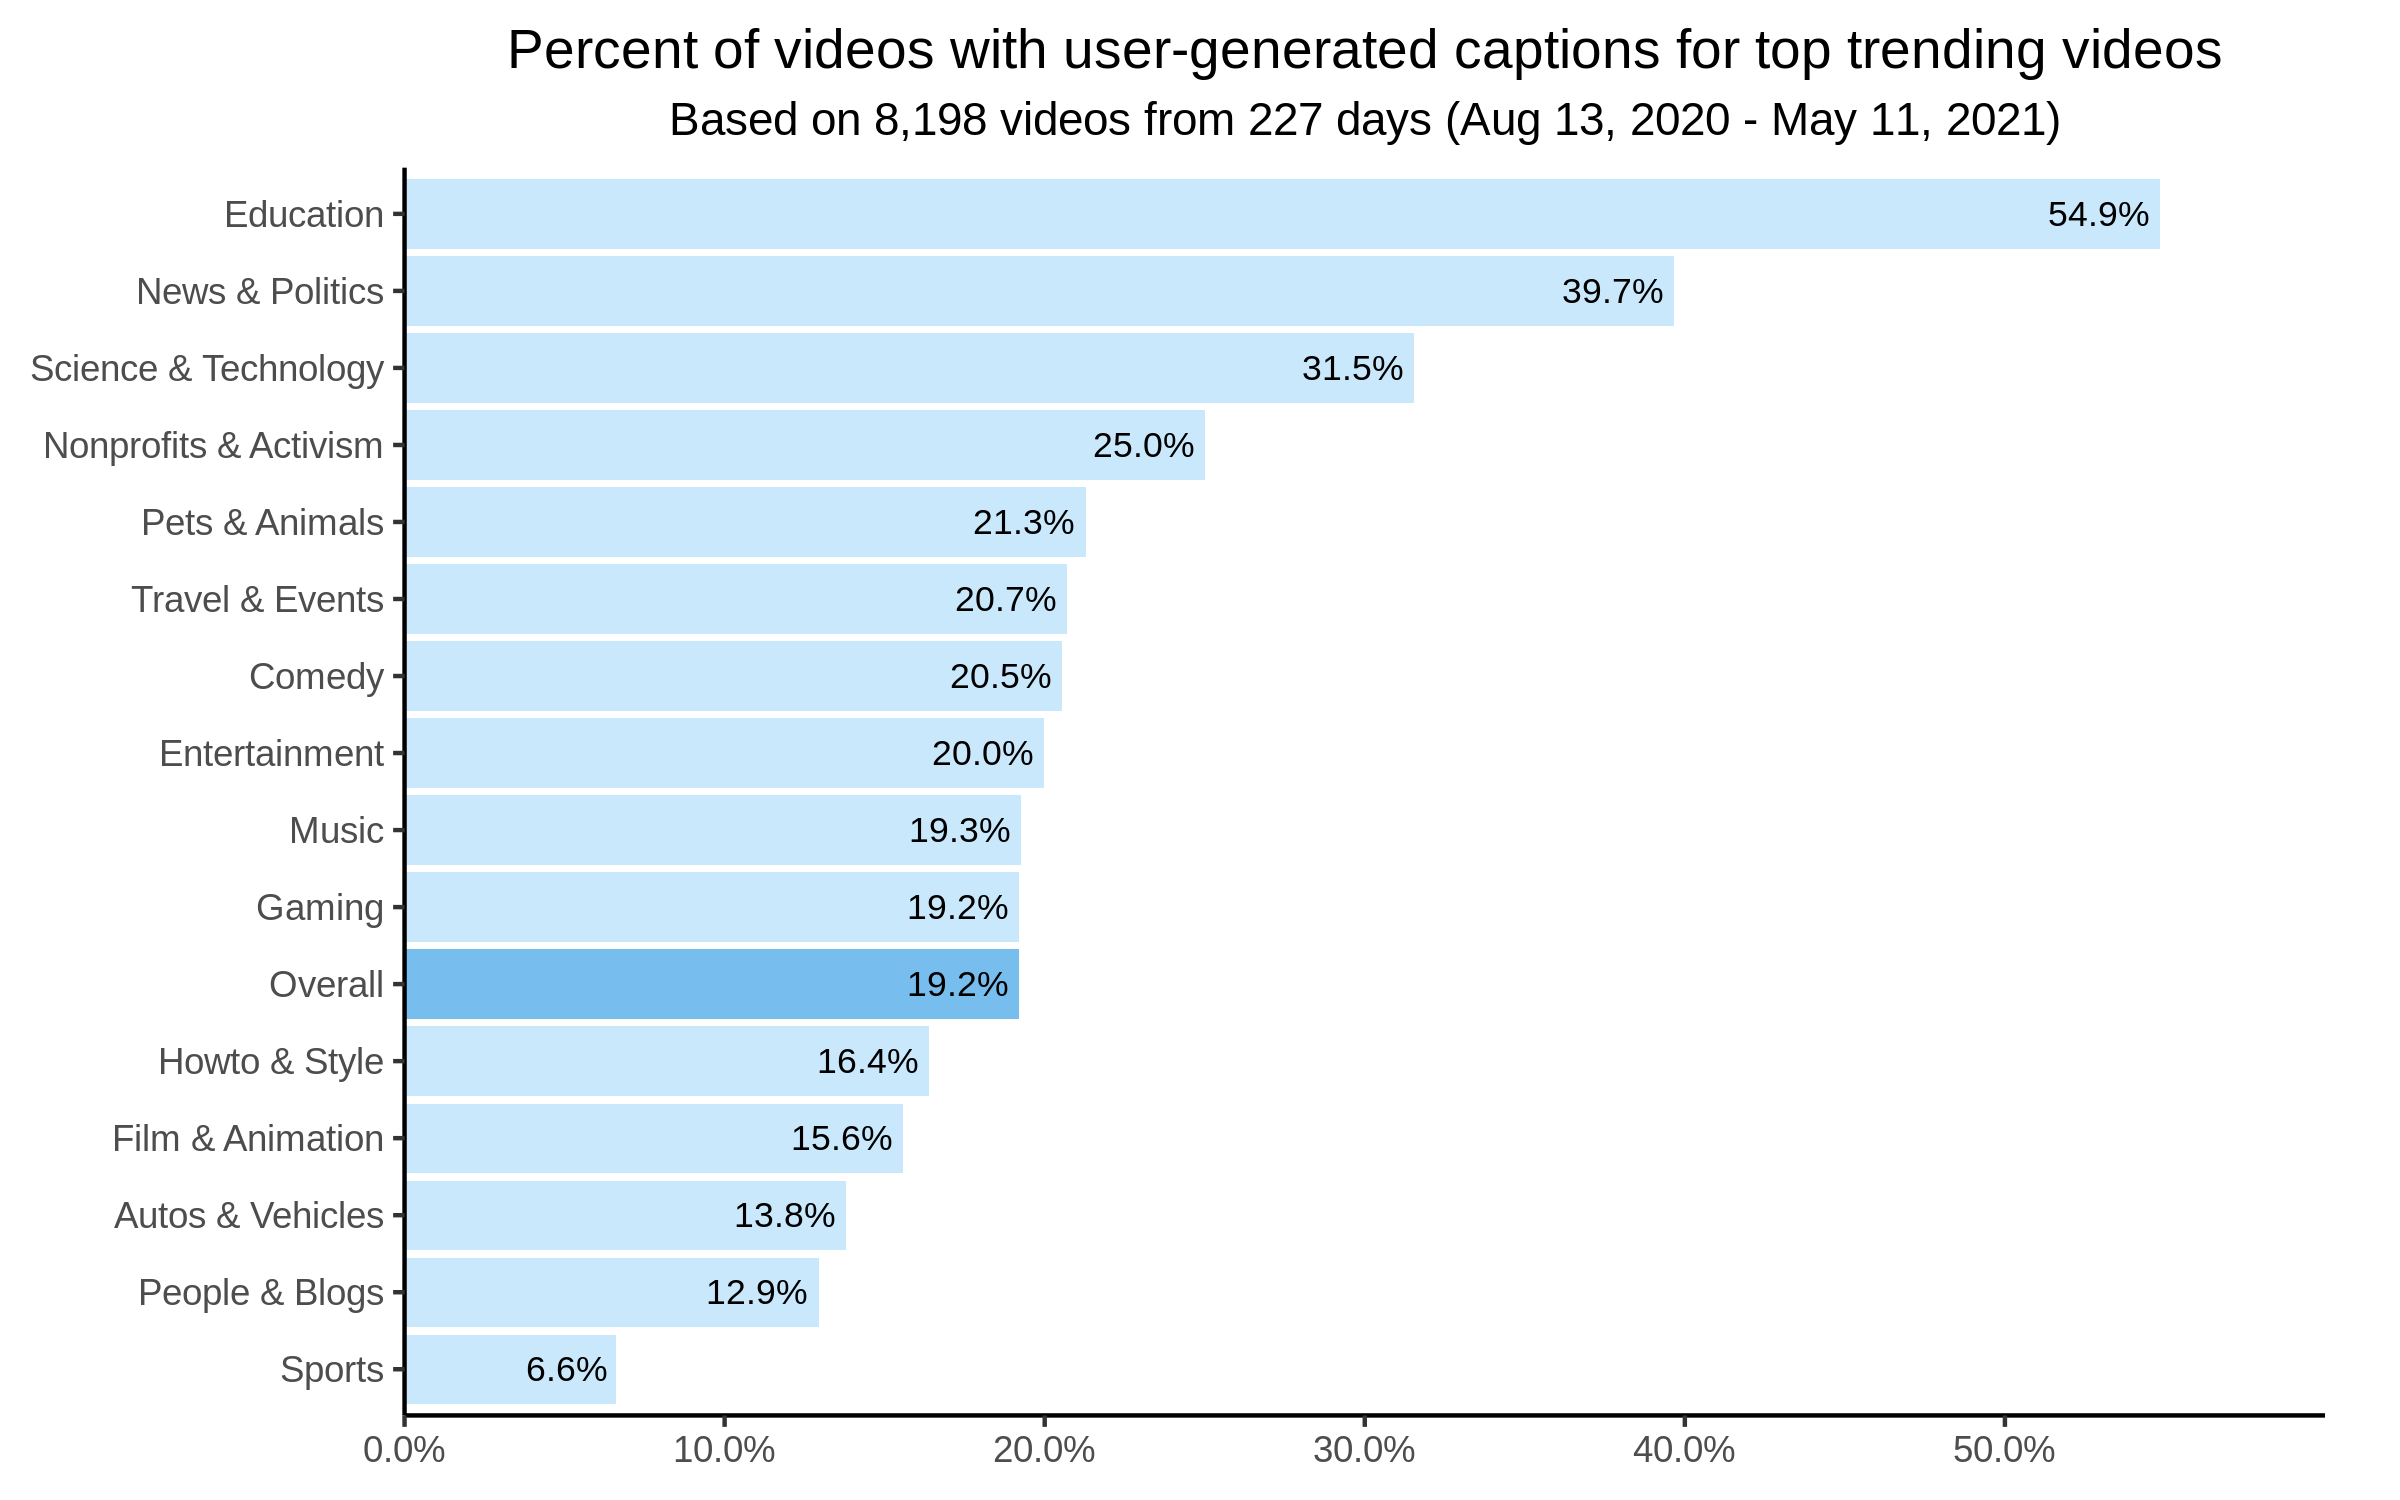 Percent of videos with user-generated captions for top trending videos
Based on 8,198 videos from 227 days (Aug 13, 2020 - May 11, 2021)
Education 54.9%
News & Politics 39.7%
Science & Technology 31.5%
Nonprofits & Activism 25.0%
Pets & Animals 21.3%
Travel & Events 20.7%
Comedy 20.5%
Entertainment 20.0%
Music 19.3%
Gaming 19.2%
Overall 19.2%
Howto & Style 16.4%
Film & Animation 15.6%
Autos & Vehicles 13.8%
People & Blogs 12.9%
Sports 6.6%
0.0% 10.0% 20.0% 30.0% 40.0% 50.0%